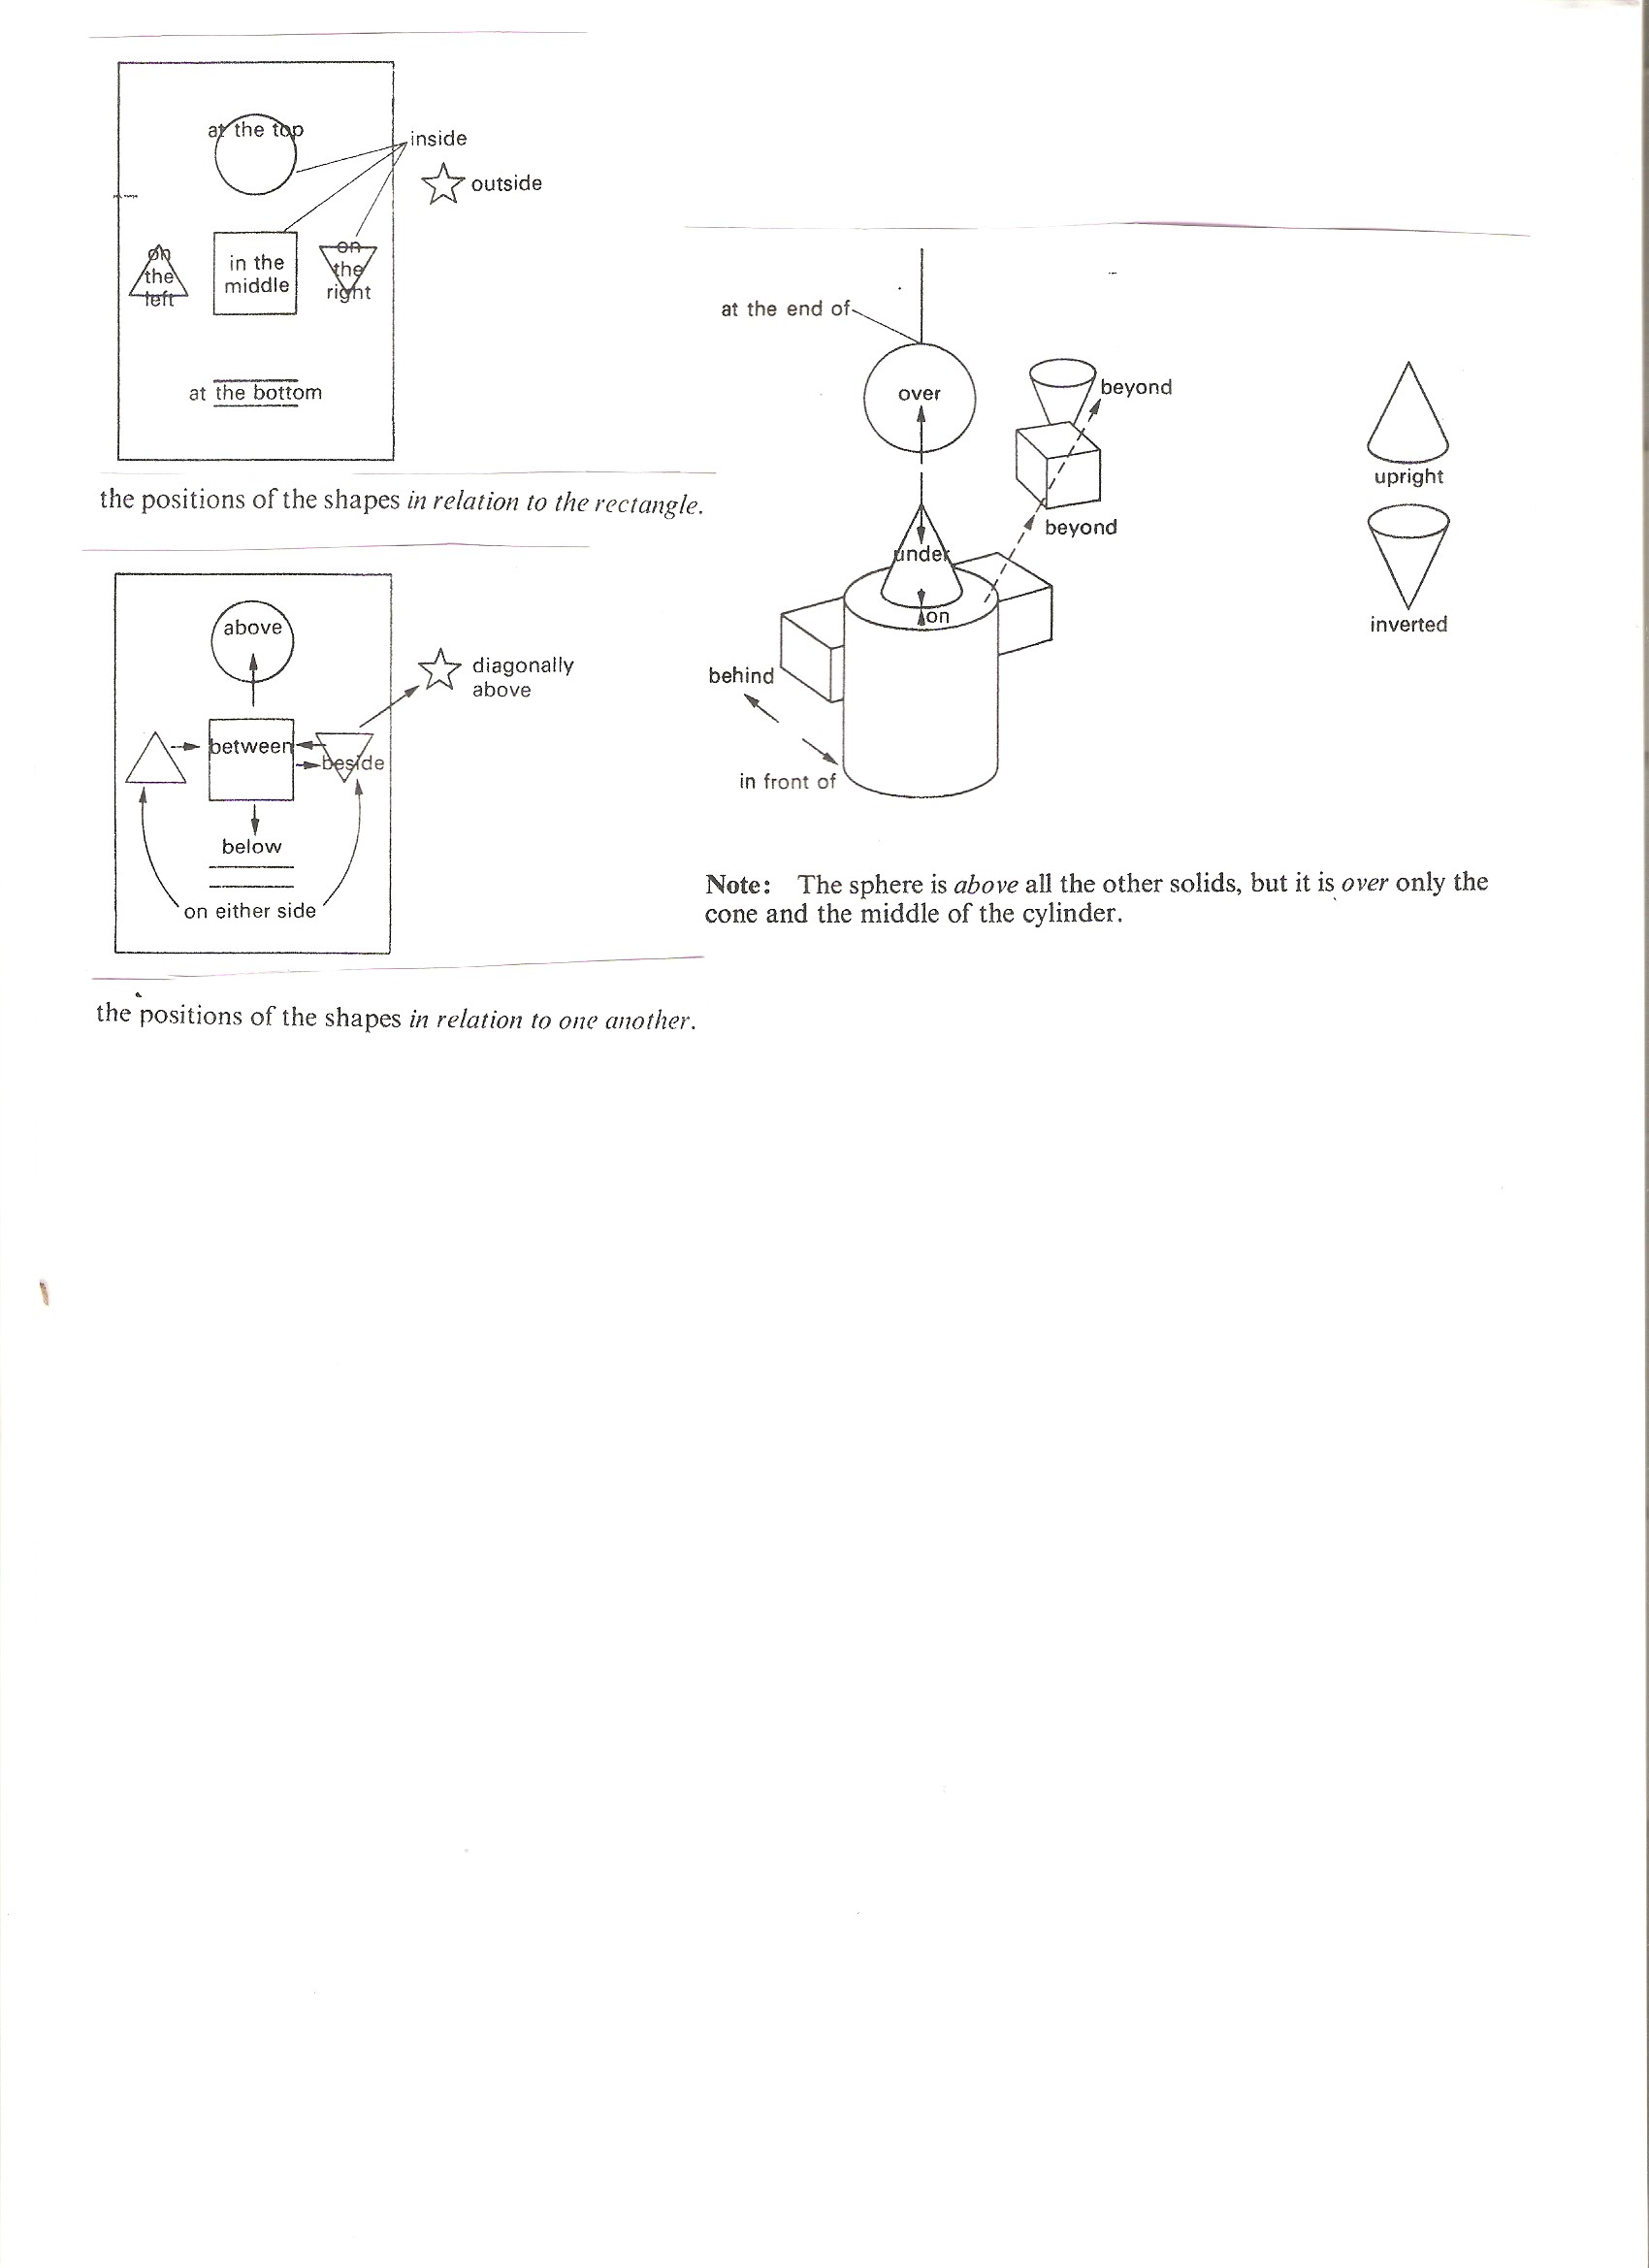 at the top
inside
outside
on
the
left
in the
middle
on
the
right
at the bottom
the positions of the shapes in relation to the rectangle.
above
diagonally
above
between
beside
below
on either side
the positions of the shapes in relation to one another.
at the end of
over
beyond
beyond
under
on
behind
in front of
upright
inverted
Note: The sphere is above all the other solids, but it is over only the
cone and the middle of the cylinder.